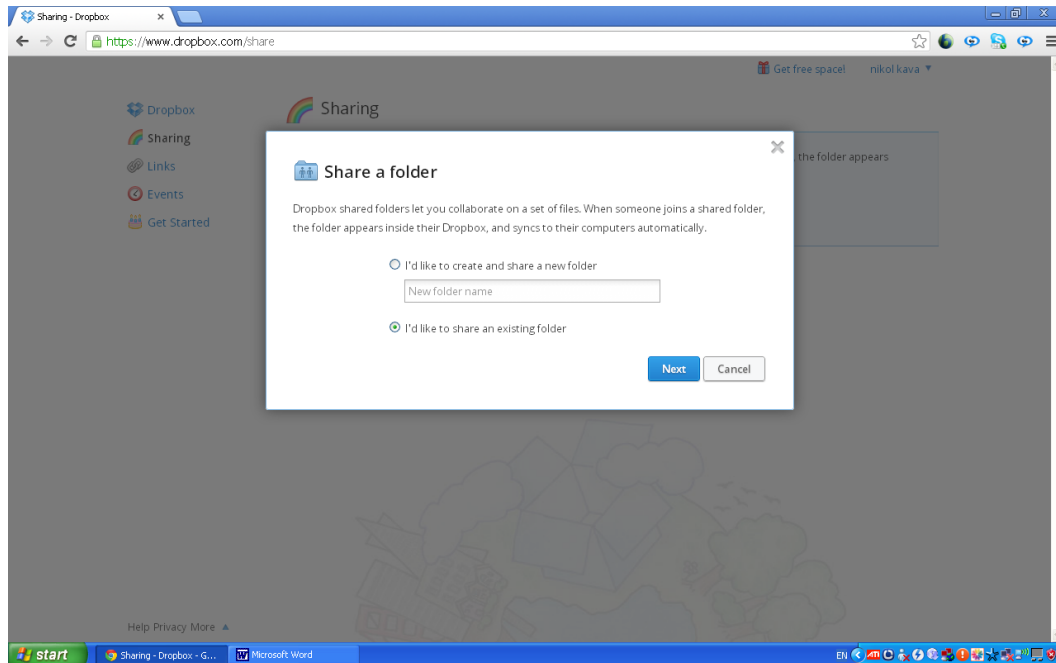 Sharing - Dropbox
https://www.dropbox.com/share
Get free space!
nikol kava
Dropbox
Sharing
Links
Events
Get Started
Sharing
, the folder appears
Share a folder
Dropbox shared folders let you collaborate on a set of files. When someone joins a shared folder,
the folder appears inside their Dropbox, and syncs to their computers automatically.
I'd like to create and share a new folder
New folder name
I'd like to share an existing folder
Next
Cancel
Help Privacy More
start
Sharing - Dropbox - G...
Microsoft Word
EN